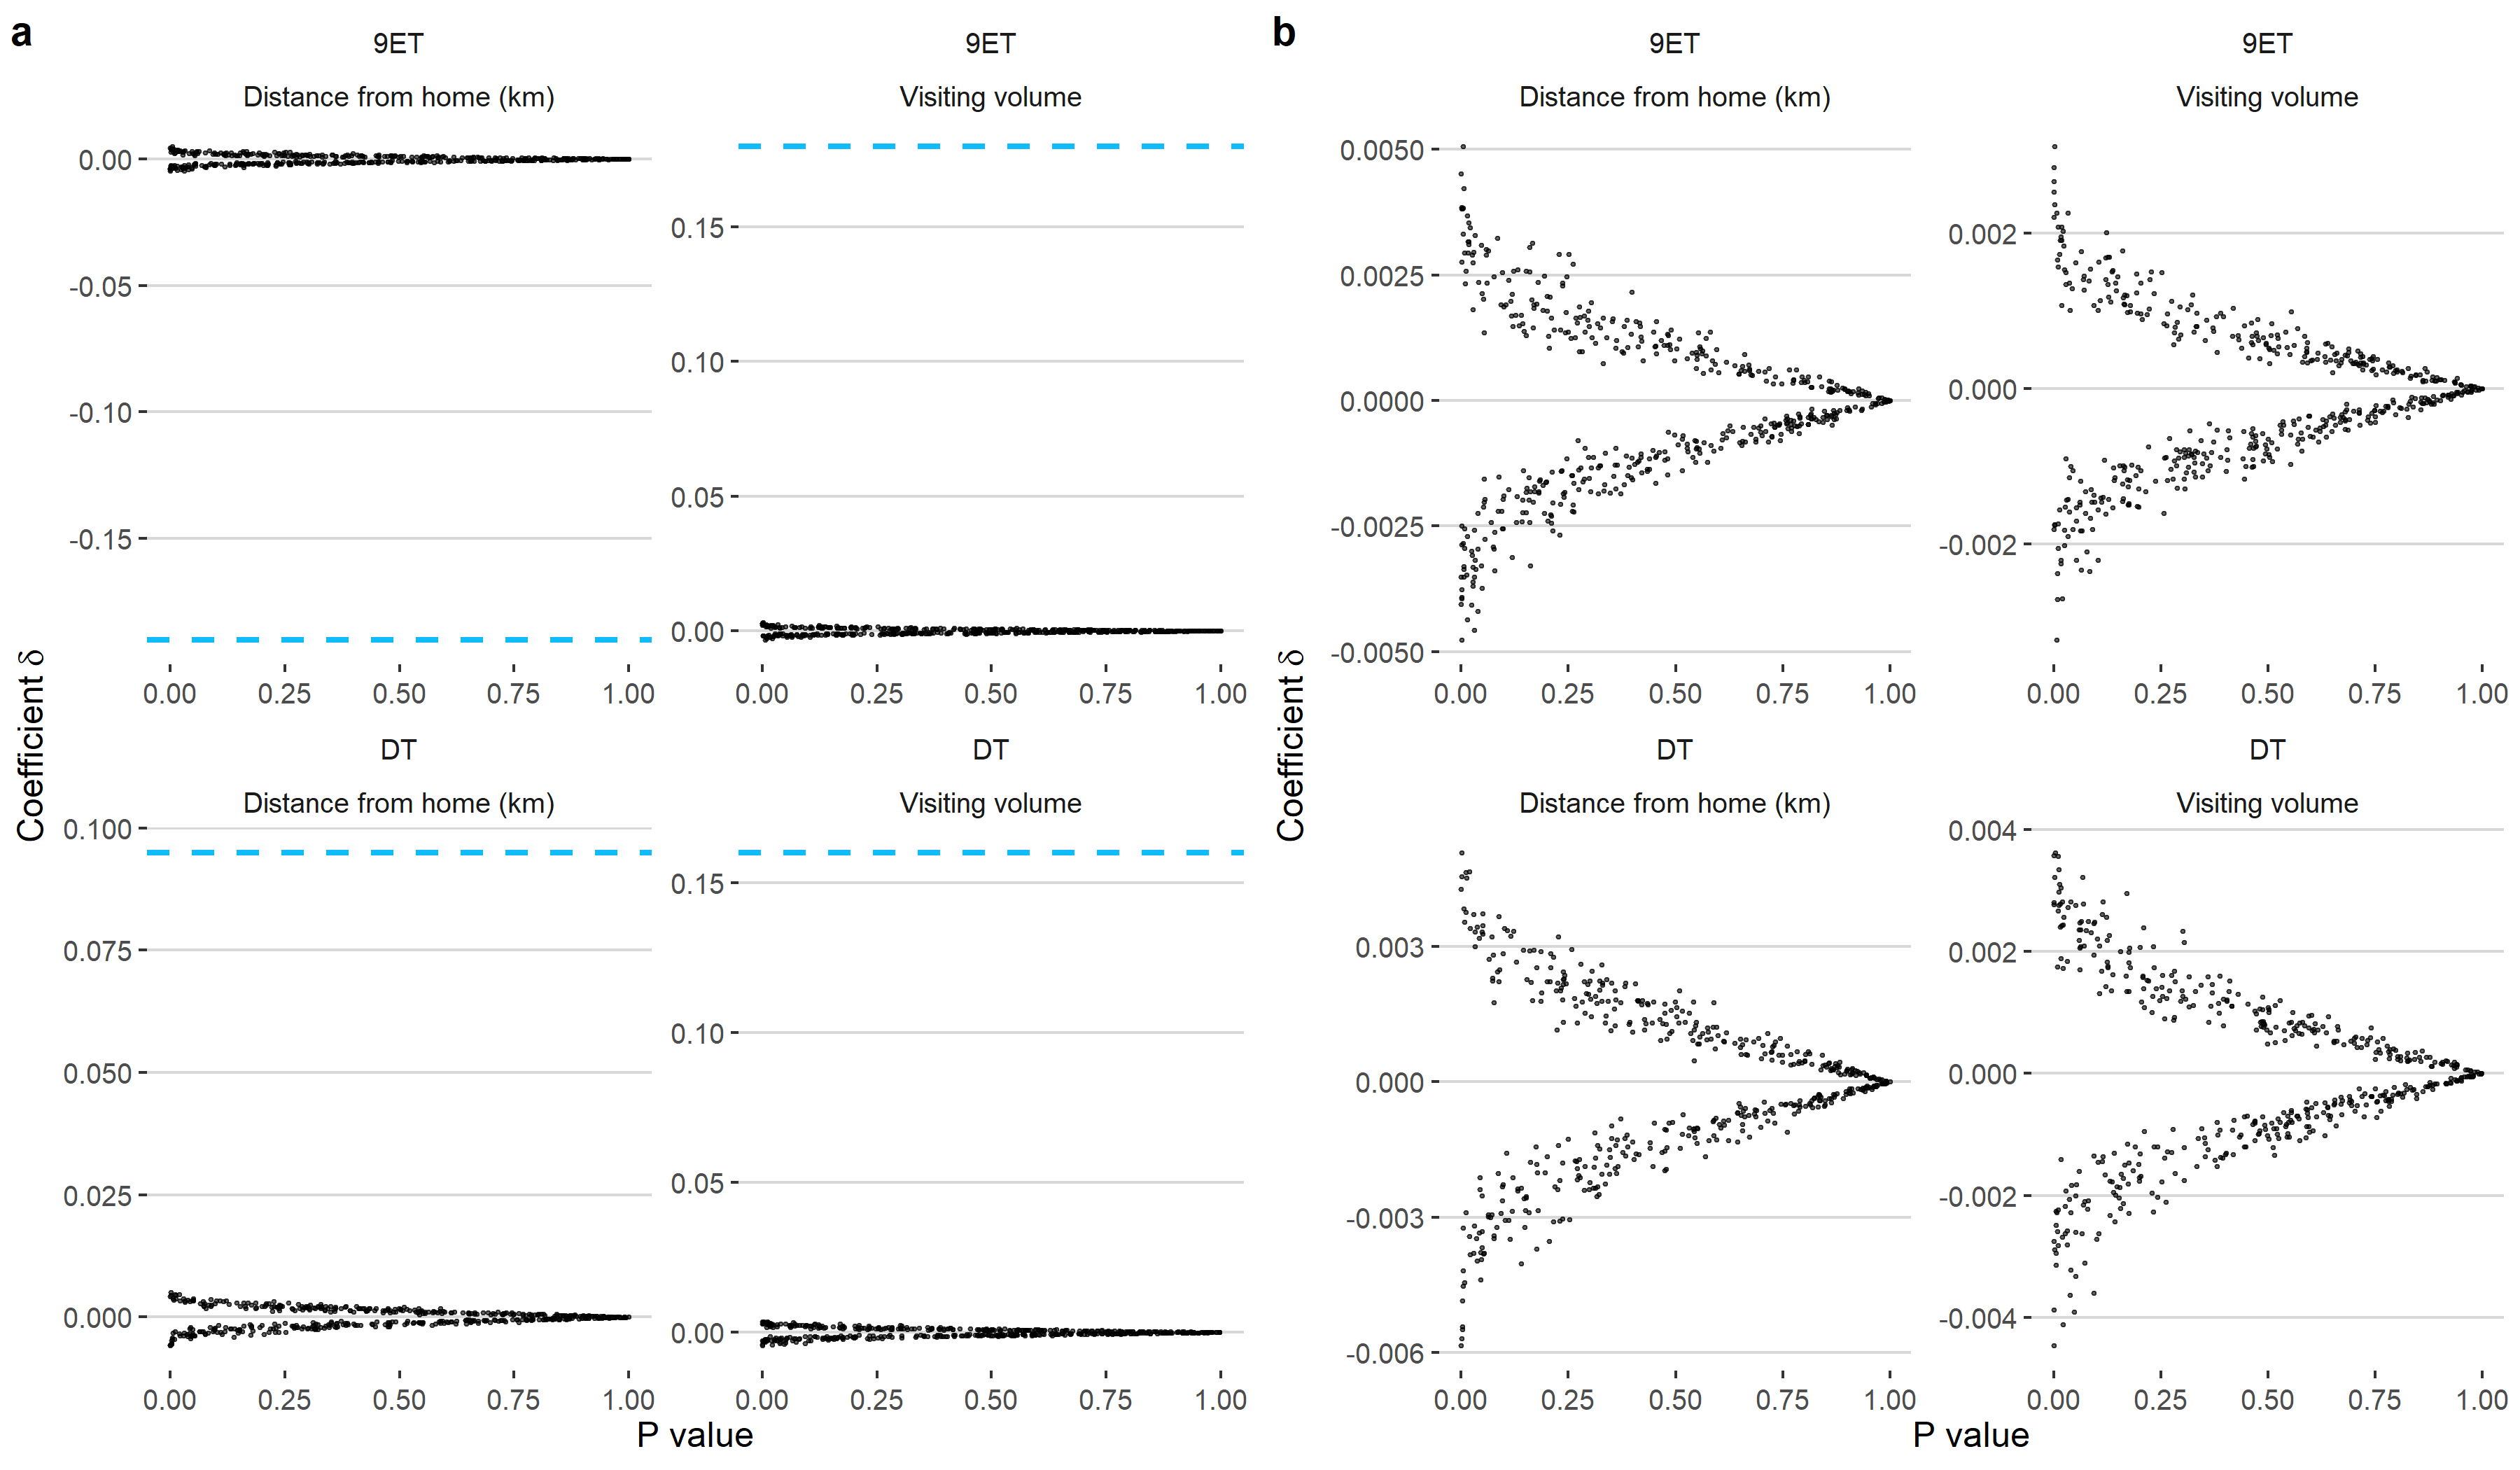 a
9ET
Distance from home (km)
0.00
-0.05
-0.10
-0.15
0.00 0.25 0.50 0.75 1.00
9ET
Visiting volume
0.15
0.10
0.05
0.00
0.00 0.25 0.50 0.75 1.00
DT
Distance from home (km)
0.100
0.075
0.050
0.025
0.000
0.00 0.25 0.50 0.75 1.00
DT
Visiting volume
0.15
0.10
0.05
0.00
0.00 0.25 0.50 0.75 1.00
Coefficient δ
P value
b
9ET
Distance from home (km)
0.0050
0.0025
0.0000
-0.0025
-0.0050
0.00 0.25 0.50 0.75 1.00
9ET
Visiting volume
0.002
0.000
-0.002
0.00 0.25 0.50 0.75 1.00
DT
Distance from home (km)
0.003
0.000
-0.003
-0.006
0.00 0.25 0.50 0.75 1.00
DT
Visiting volume
0.004
0.002
0.000
-0.002
-0.004
0.00 0.25 0.50 0.75 1.00
Coefficient δ
P value